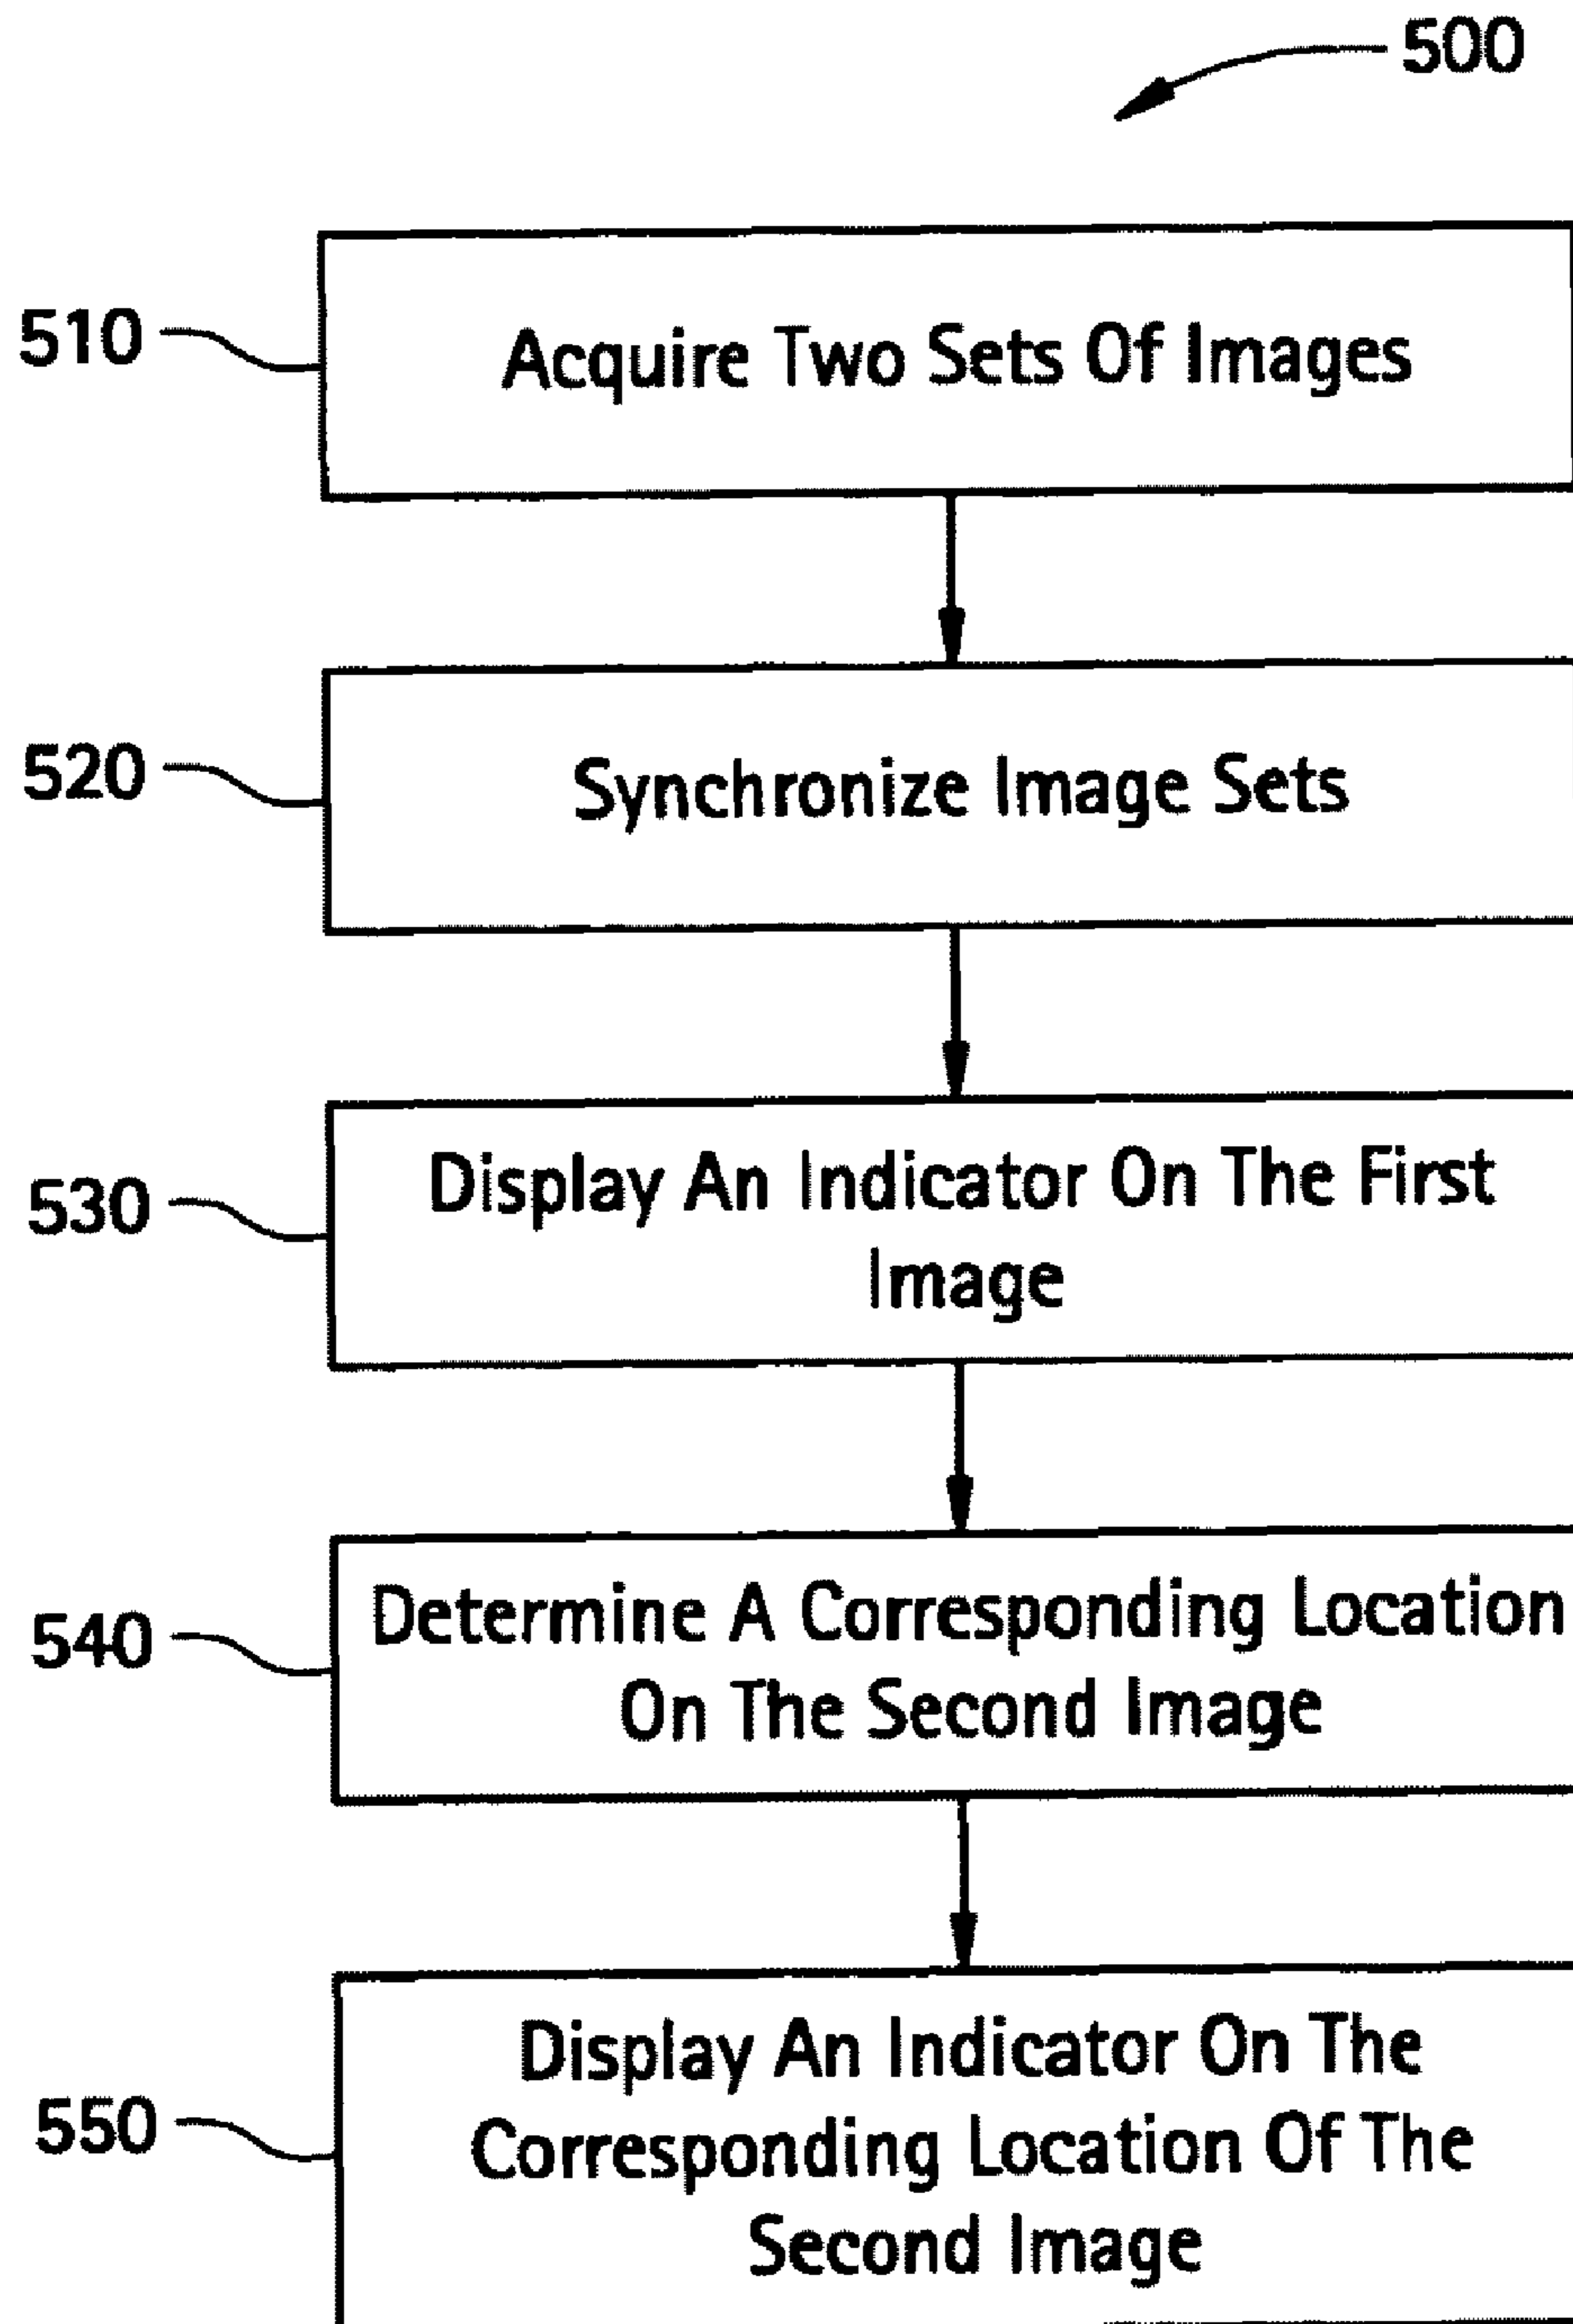 500
510
Acquire Two Sets Of Images
520
Synchronize Image Sets
530
Display An Indicator On The First
Image
540
Determine A Corresponding Location
On The Second Image
550
Display An Indicator On The
Corresponding Location Of The
Second Image